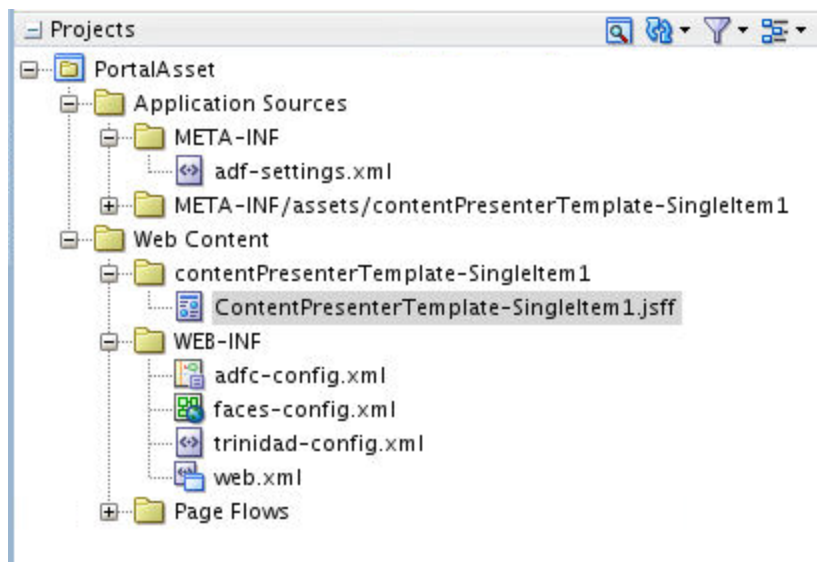 Projects
PortalAsset
Application Sources
META-INF
adf-settings.xml
META-INF/assets/contentPresenterTemplate-SingleItem1
Web Content
contentPresenterTemplate-SingleItem1
ContentPresenterTemplate-SingleItem1.jsff
WEB-INF
adfc-config.xml
faces-config.xml
trinidad-config.xml
web.xml
Page Flows